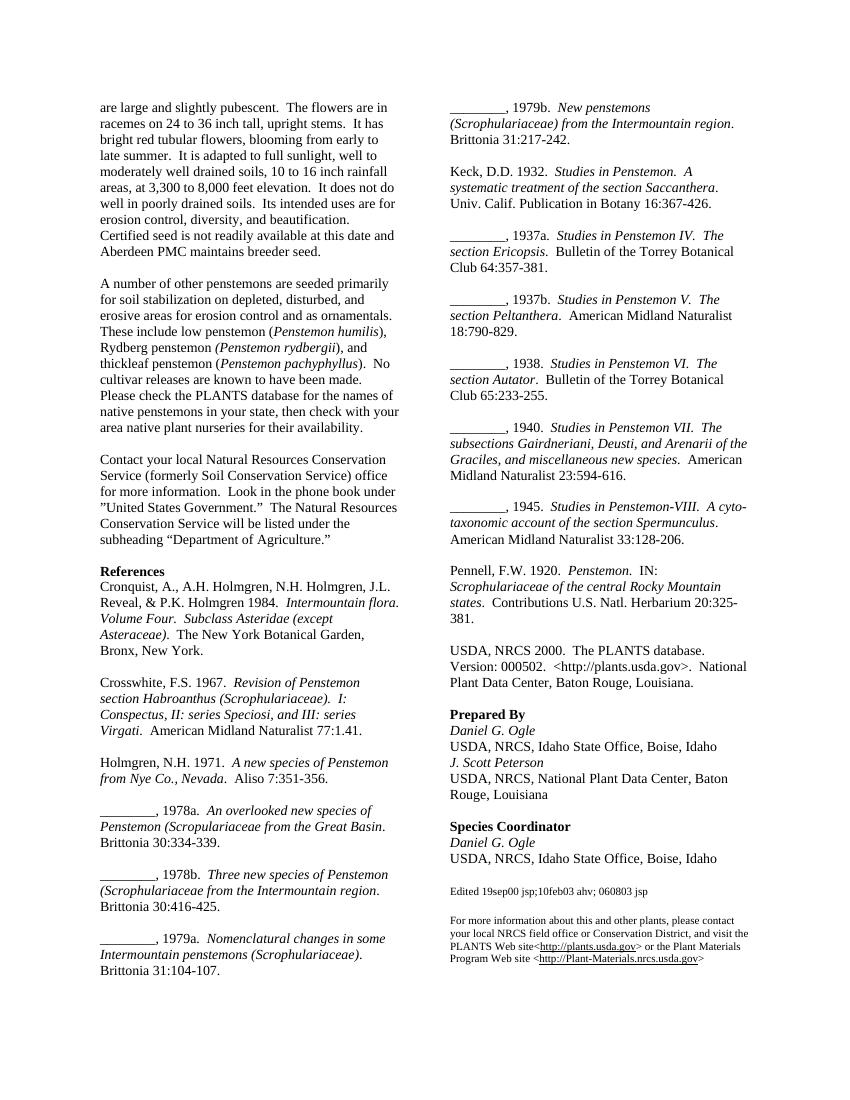 are large and slightly pubescent.  The flowers are in
racemes on 24 to 36 inch tall, upright stems.  It has
bright red tubular flowers, blooming from early to
late summer.  It is adapted to full sunlight, well to
moderately well drained soils, 10 to 16 inch rainfall
areas, at 3,300 to 8,000 feet elevation.  It does not do
well in poorly drained soils.  Its intended uses are for
erosion control, diversity, and beautification.
Certified seed is not readily available at this date and
Aberdeen PMC maintains breeder seed.

A number of other penstemons are seeded primarily
for soil stabilization on depleted, disturbed, and
erosive areas for erosion control and as ornamentals.
These include low penstemon (Penstemon humilis),
Rydberg penstemon (Penstemon rydbergii), and
thickleaf penstemon (Penstemon pachyphyllus).  No
cultivar releases are known to have been made.
Please check the PLANTS database for the names of
native penstemons in your state, then check with your
area native plant nurseries for their availability.

Contact your local Natural Resources Conservation
Service (formerly Soil Conservation Service) office
for more information.  Look in the phone book under
”United States Government.”  The Natural Resources
Conservation Service will be listed under the
subheading “Department of Agriculture.”

References
Cronquist, A., A.H. Holmgren, N.H. Holmgren, J.L.
Reveal, & P.K. Holmgren 1984.  Intermountain flora.
Volume Four.  Subclass Asteridae (except
Asteraceae).  The New York Botanical Garden,
Bronx, New York.

Crosswhite, F.S. 1967.  Revision of Penstemon
section Habroanthus (Scrophulariaceae).  I:
Conspectus, II: series Speciosi, and III: series
Virgati.  American Midland Naturalist 77:1.41.

Holmgren, N.H. 1971.  A new species of Penstemon
from Nye Co., Nevada.  Aliso 7:351-356.

________, 1978a.  An overlooked new species of
Penstemon (Scropulariaceae from the Great Basin.
Brittonia 30:334-339.

________, 1978b.  Three new species of Penstemon
(Scrophulariaceae from the Intermountain region.
Brittonia 30:416-425.

________, 1979a.  Nomenclatural changes in some
Intermountain penstemons (Scrophulariaceae).
Brittonia 31:104-107.

________, 1979b.  New penstemons
(Scrophulariaceae) from the Intermountain region.
Brittonia 31:217-242.

Keck, D.D. 1932.  Studies in Penstemon.  A
systematic treatment of the section Saccanthera.
Univ. Calif. Publication in Botany 16:367-426.

________, 1937a.  Studies in Penstemon IV.  The
section Ericopsis.  Bulletin of the Torrey Botanical
Club 64:357-381.

________, 1937b.  Studies in Penstemon V.  The
section Peltanthera.  American Midland Naturalist
18:790-829.

________, 1938.  Studies in Penstemon VI.  The
section Autator.  Bulletin of the Torrey Botanical
Club 65:233-255.

________, 1940.  Studies in Penstemon VII.  The
subsections Gairdneriani, Deusti, and Arenarii of the
Graciles, and miscellaneous new species.  American
Midland Naturalist 23:594-616.

________, 1945.  Studies in Penstemon-VIII.  A cyto-
taxonomic account of the section Spermunculus.
American Midland Naturalist 33:128-206.

Pennell, F.W. 1920.  Penstemon.  IN:
Scrophulariaceae of the central Rocky Mountain
states.  Contributions U.S. Natl. Herbarium 20:325-
381.

USDA, NRCS 2000.  The PLANTS database.
Version: 000502.  <http://plants.usda.gov>.  National
Plant Data Center, Baton Rouge, Louisiana.

Prepared By
Daniel G. Ogle
USDA, NRCS, Idaho State Office, Boise, Idaho
J. Scott Peterson
USDA, NRCS, National Plant Data Center, Baton
Rouge, Louisiana

Species Coordinator
Daniel G. Ogle
USDA, NRCS, Idaho State Office, Boise, Idaho

Edited 19sep00 jsp;10feb03 ahv; 060803 jsp

For more information about this and other plants, please contact
your local NRCS field office or Conservation District, and visit the
PLANTS Web site<http://plants.usda.gov> or the Plant Materials
Program Web site <http://Plant-Materials.nrcs.usda.gov>